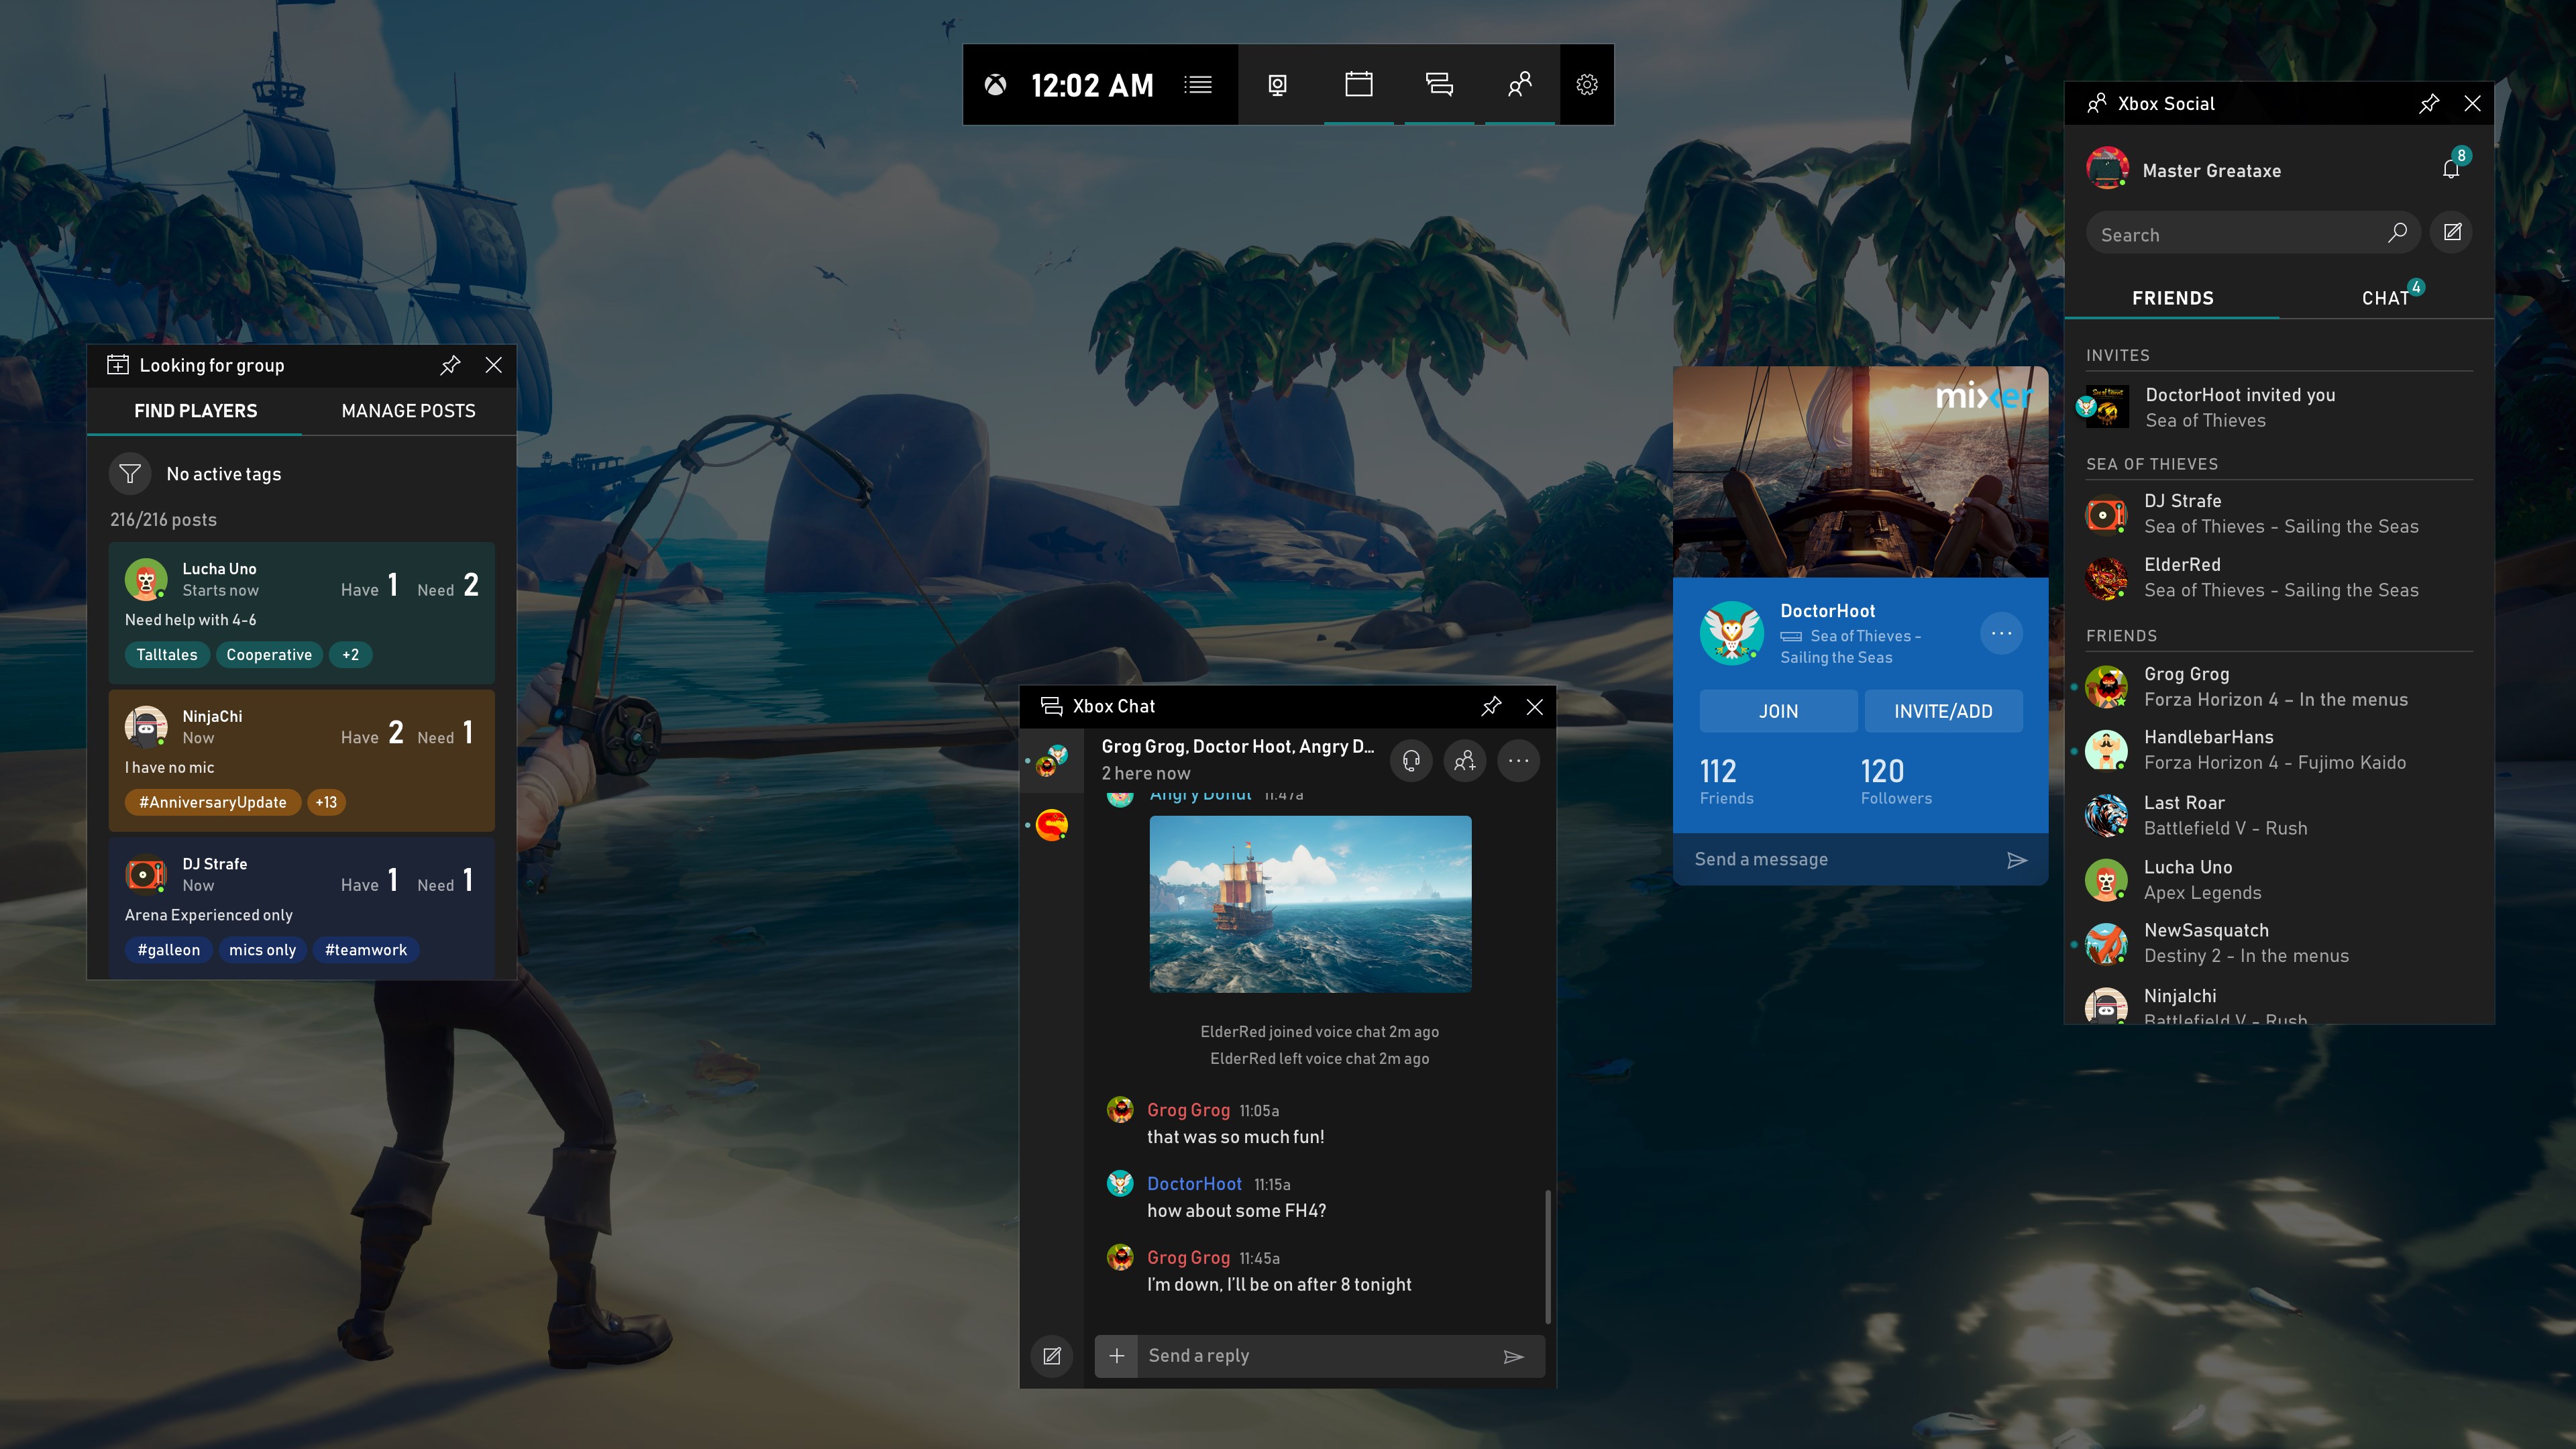 12:02 AM
Looking for group
FIND PLAYERS
MANAGE POSTS
No active tags
216/216 posts
Lucha Uno
Starts now
Have 1 Need 2
Need help with 4-6
Talltales
Cooperative
+2
NinjaChi
Now
Have 2 Need 1
I have no mic
#AnniversaryUpdate
+13
DJ Strafe
Now
Have 1 Need 1
Arena Experienced only
#galleon
mics only
#teamwork
Xbox Chat
Grog Grog, Doctor Hoot, Angry D...
2 here now
Angry Donut 11:47a
ElderRed joined voice chat 2m ago
ElderRed left voice chat 2m ago
Grog Grog 11:05a
that was so much fun!
DoctorHoot 11:15a
how about some FH4?
Grog Grog 11:45a
I'm down, I'll be on after 8 tonight
Send a reply
mixer
DoctorHoot
Sea of Thieves -
Sailing the Seas
JOIN
INVITE/ADD
112
Friends
120
Followers
Send a message
Xbox Social
Master Greataxe
8
Search
FRIENDS
CHAT 4
INVITES
DoctorHoot invited you
Sea of Thieves
SEA OF THIEVES
DJ Strafe
Sea of Thieves - Sailing the Seas
ElderRed
Sea of Thieves - Sailing the Seas
FRIENDS
Grog Grog
Forza Horizon 4 – In the menus
HandlebarHans
Forza Horizon 4 - Fujimo Kaido
Last Roar
Battlefield V - Rush
Lucha Uno
Apex Legends
NewSasquatch
Destiny 2 - In the menus
NinjaIchi
Battlefield V - Rush